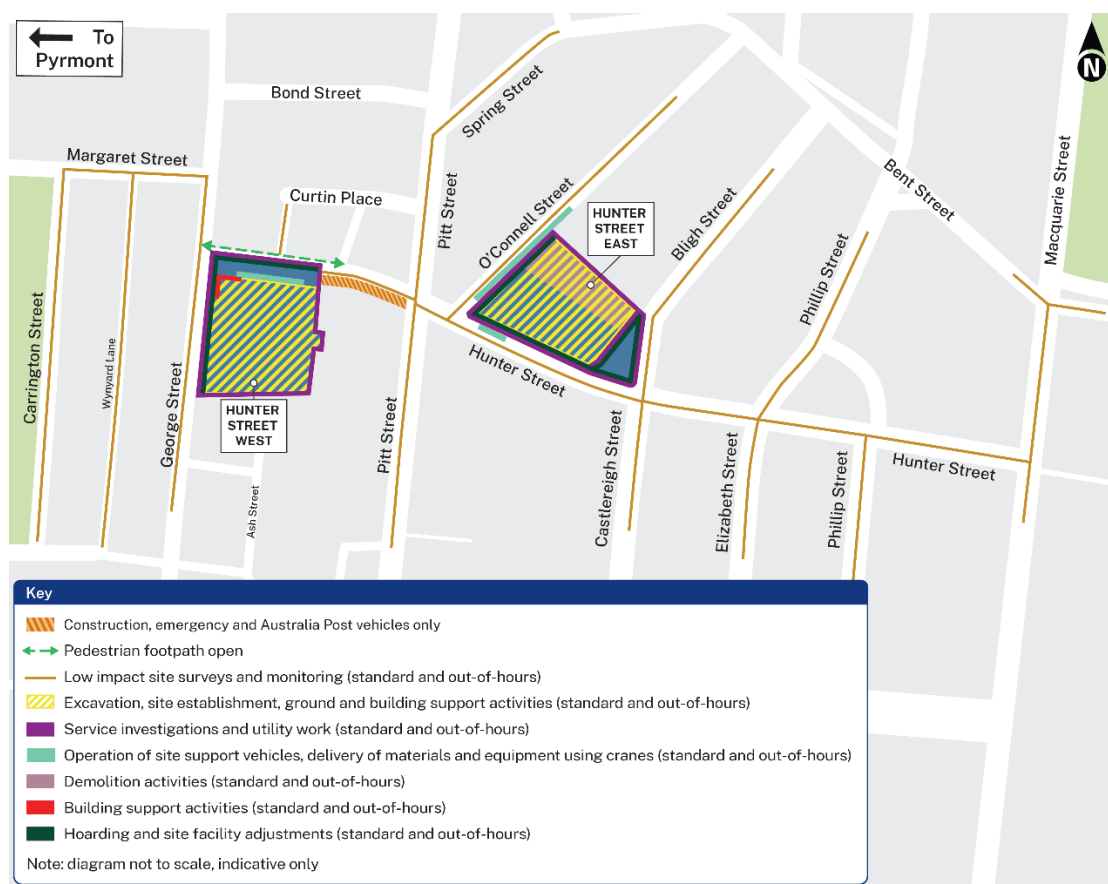 To
Pyrmont
N
Bond Street
Spring Street
Margaret Street
Curtin Place
Pitt Street
O'Connell Street
HUNTER
STREET
EAST
Bligh Street
Bent Street
Macquarie Street
Phillip Street
Carrington Street
Wynyard Lane
George Street
HUNTER
STREET
WEST
Hunter Street
Pitt Street
Ash Street
Castlereigh Street
Elizabeth Street
Phillip Street
Hunter Street
Key
Construction, emergency and Australia Post vehicles only
Pedestrian footpath open
Low impact site surveys and monitoring (standard and out-of-hours)
Excavation, site establishment, ground and building support activities (standard and out-of-hours)
Service investigations and utility work (standard and out-of-hours)
Operation of site support vehicles, delivery of materials and equipment using cranes (standard and out-of-hours)
Demolition activities (standard and out-of-hours)
Building support activities (standard and out-of-hours)
Hoarding and site facility adjustments (standard and out-of-hours)
Note: diagram not to scale, indicative only